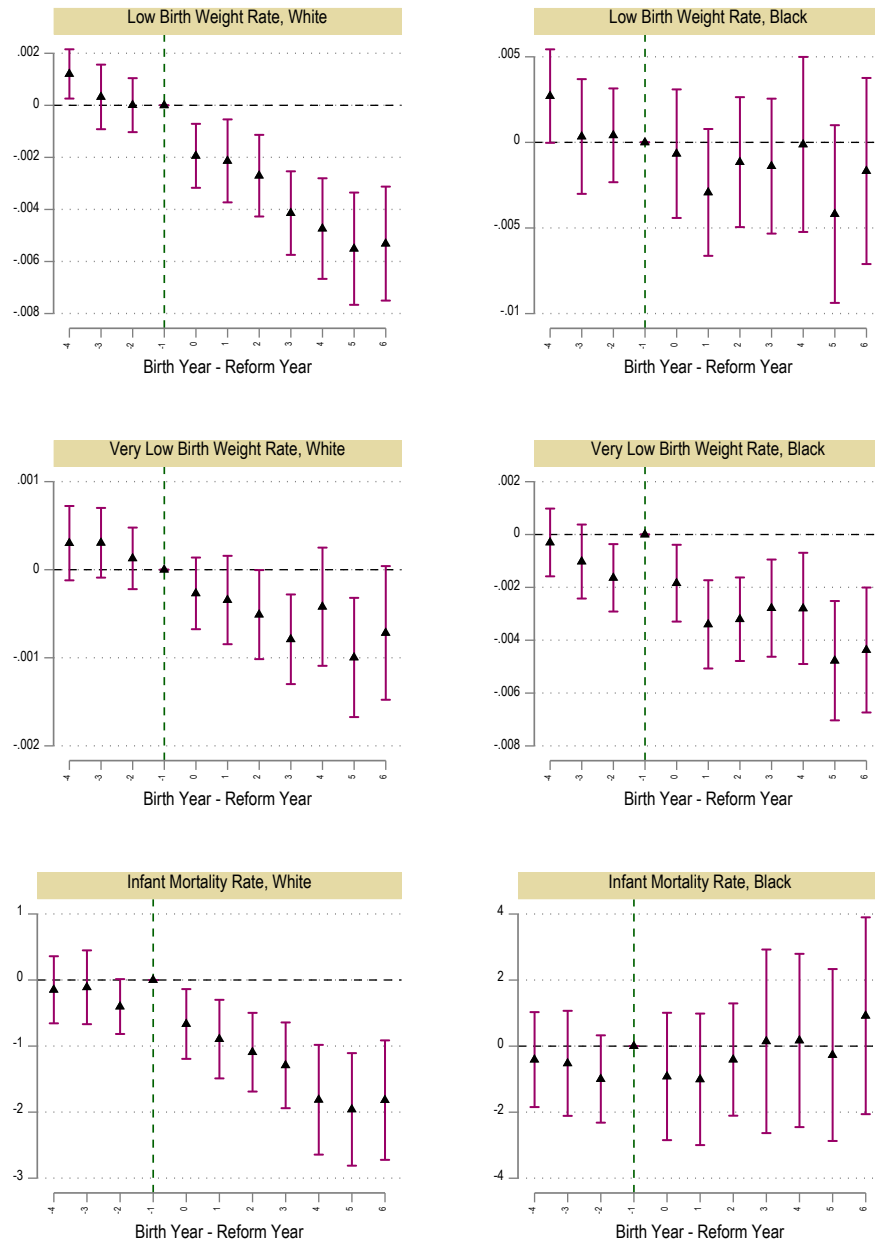 Low Birth Weight Rate, White
.002
0
-.002
-.004
-.006
-.008
-4 -3 -2 -1 0 1 2 3 4 5 6
Birth Year - Reform Year
Low Birth Weight Rate, Black
.005
0
-.005
-.01
-4 -3 -2 -1 0 1 2 3 4 5 6
Birth Year - Reform Year
Very Low Birth Weight Rate, White
.001
0
-.001
-.002
-4 -3 -2 -1 0 1 2 3 4 5 6
Birth Year - Reform Year
Very Low Birth Weight Rate, Black
.002
0
-.002
-.004
-.006
-.008
-4 -3 -2 -1 0 1 2 3 4 5 6
Birth Year - Reform Year
Infant Mortality Rate, White
1
0
-1
-2
-3
-4 -3 -2 -1 0 1 2 3 4 5 6
Birth Year - Reform Year
Infant Mortality Rate, Black
4
2
0
-2
-4
-4 -3 -2 -1 0 1 2 3 4 5 6
Birth Year - Reform Year